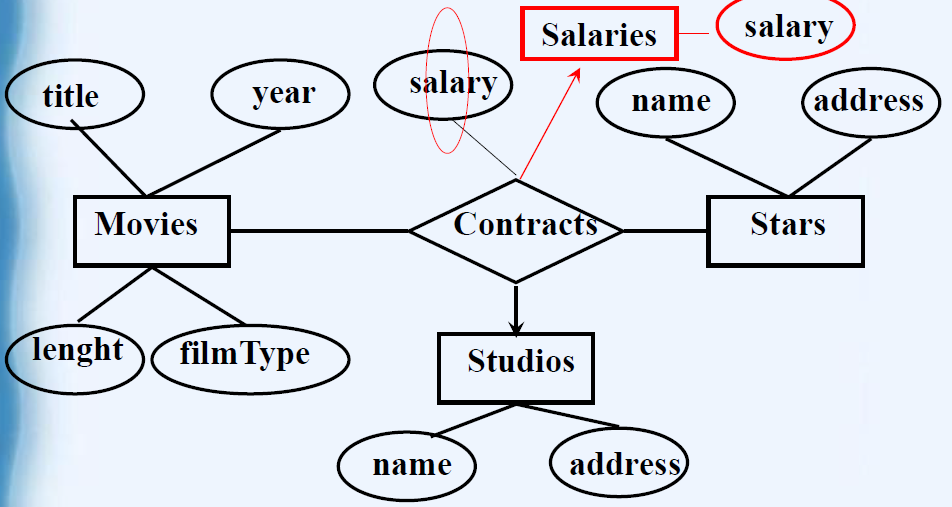 Salaries
salary
title
year
salary
name
address
Movies
Contracts
Stars
lenght
filmType
Studios
name
address